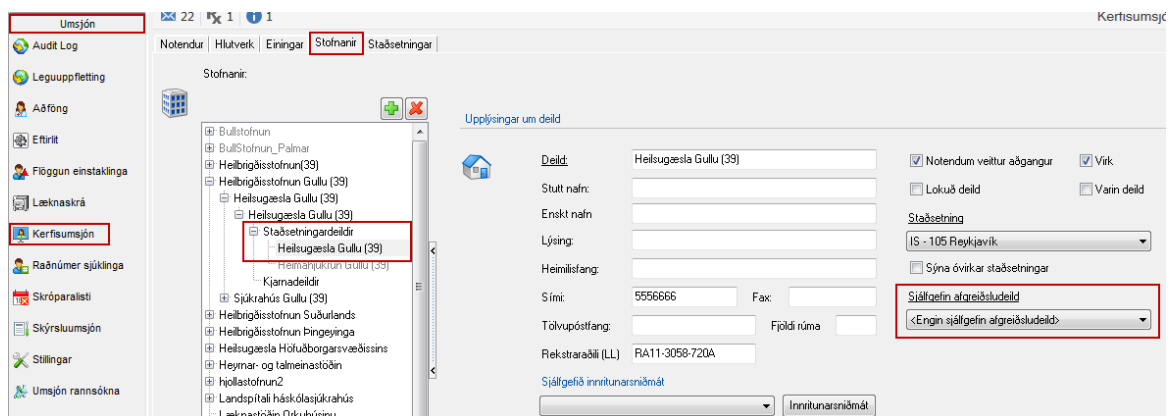 Umsjón
22 1 1
Kerfisumsjó
Audit Log
Leguuppfletting
Aðföng
Eftirlit
Flöggun einstaklinga
Læknaskrá
Kerfisumsjón
Raðnúmer sjúklinga
Skróparalisti
Skýrsluumsjón
Stillingar
Umsjón rannsókna
Notendur Hlutverk Einingar Stofnanir Staðsetningar
Stofnanir:
Bullstofnun
BullStofnun_Palmar
Heilbrigðisstofnun(39)
Heilbrigðisstofnun Gullu (39)
Heilsugæsla Gullu (39)
Heilsugæsla Gullu (39)
Staðsetningardeildir
Heilsugæsla Gullu (39)
Heimahjúkrun Gullu (39)
Kjarnadeildir
Sjúkrahús Gullu (39)
Heilbrigðisstofnun Suðurlands
Heilbrigðisstofnun Þingeyinga
Heilsugæsla Höfuðborgarsvæðissins
Heyrnar- og talmeinastöðin
hjollastofnun2
Landspítali háskólasjúkrahús
Læknastöðin Orkuhúsinu
Upplýsingar um deild
Deild: Heilsugæsla Gullu (39)
Stutt nafn:
Enskt nafn
Lýsing:
Heimilisfang:
Sími: 5556666 Fax:
Tölvupóstfang: Fjöldi rúma
Rekstraraðili (LL) RA11-3058-720A
Sjálfgefið innritunarsniðmát
Innritunarsniðmát
Notendum veittur aðgangur Virk
Lokuð deild Varin deild
Staðsetning
IS - 105 Reykjavík
Sýna óvirkar staðsetningar
Sjálfgefin afgreiðsludeild
<Engin sjálfgefin afgreiðsludeild>